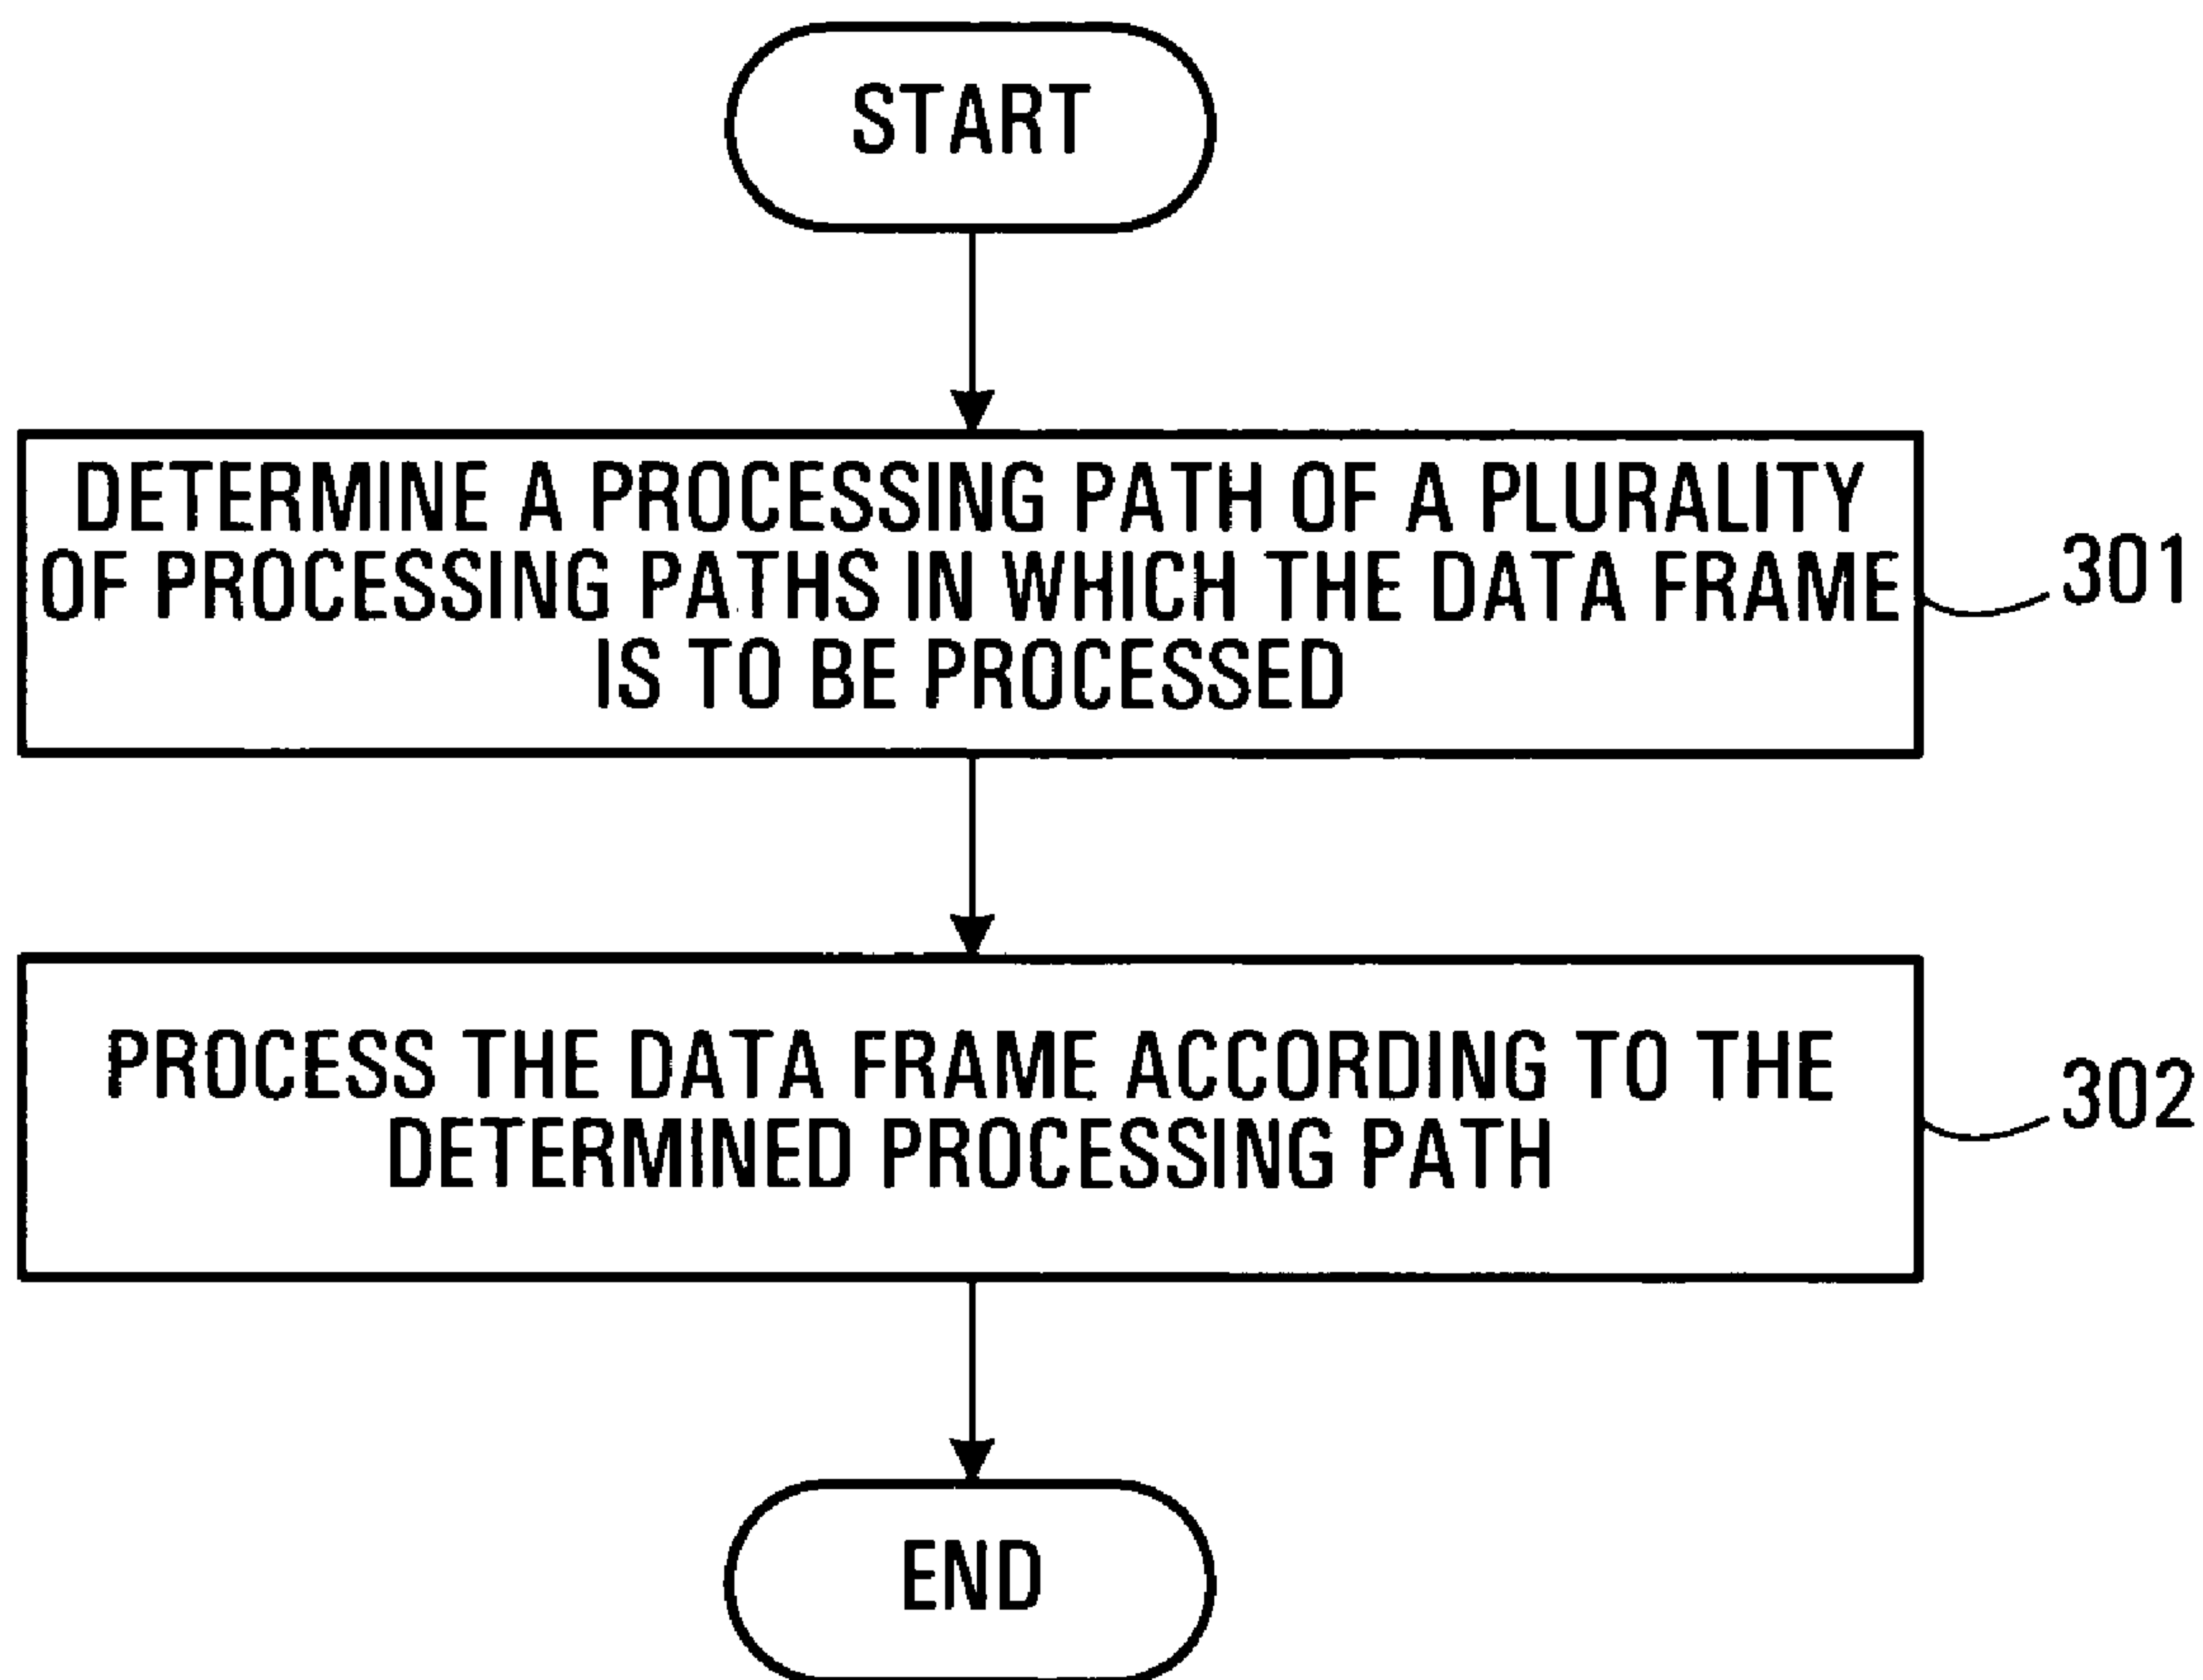 START
DETERMINE A PROCESSING PATH OF A PLURALITY
OF PROCESSING PATHS IN WHICH THE DATA FRAME
IS TO BE PROCESSED
301
PROCESS THE DATA FRAME ACCORDING TO THE
DETERMINED PROCESSING PATH
302
END